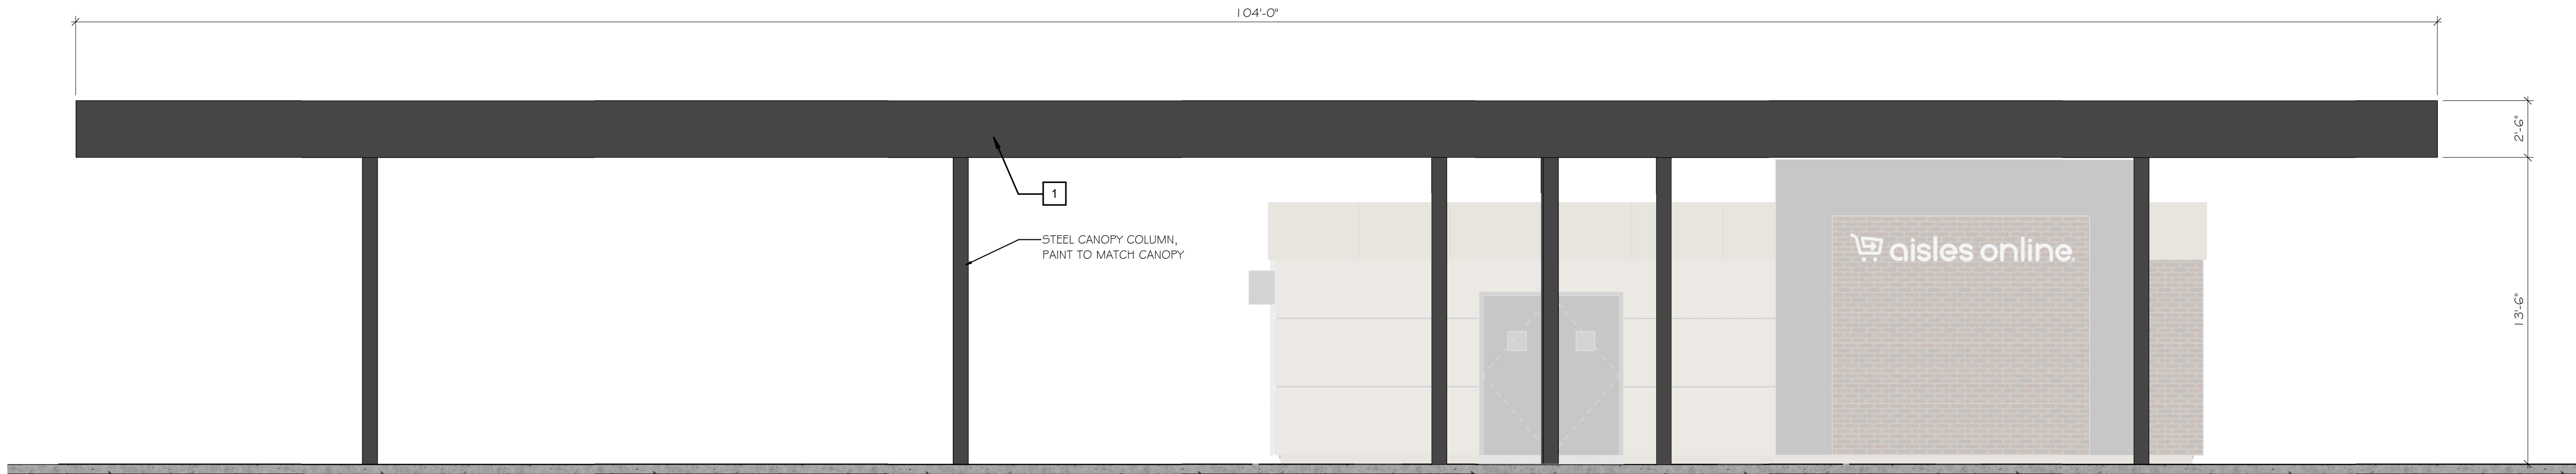 104'-0"
2'-6"
1
STEEL CANOPY COLUMN,
PAINT TO MATCH CANOPY
aisles online®
13'-6"